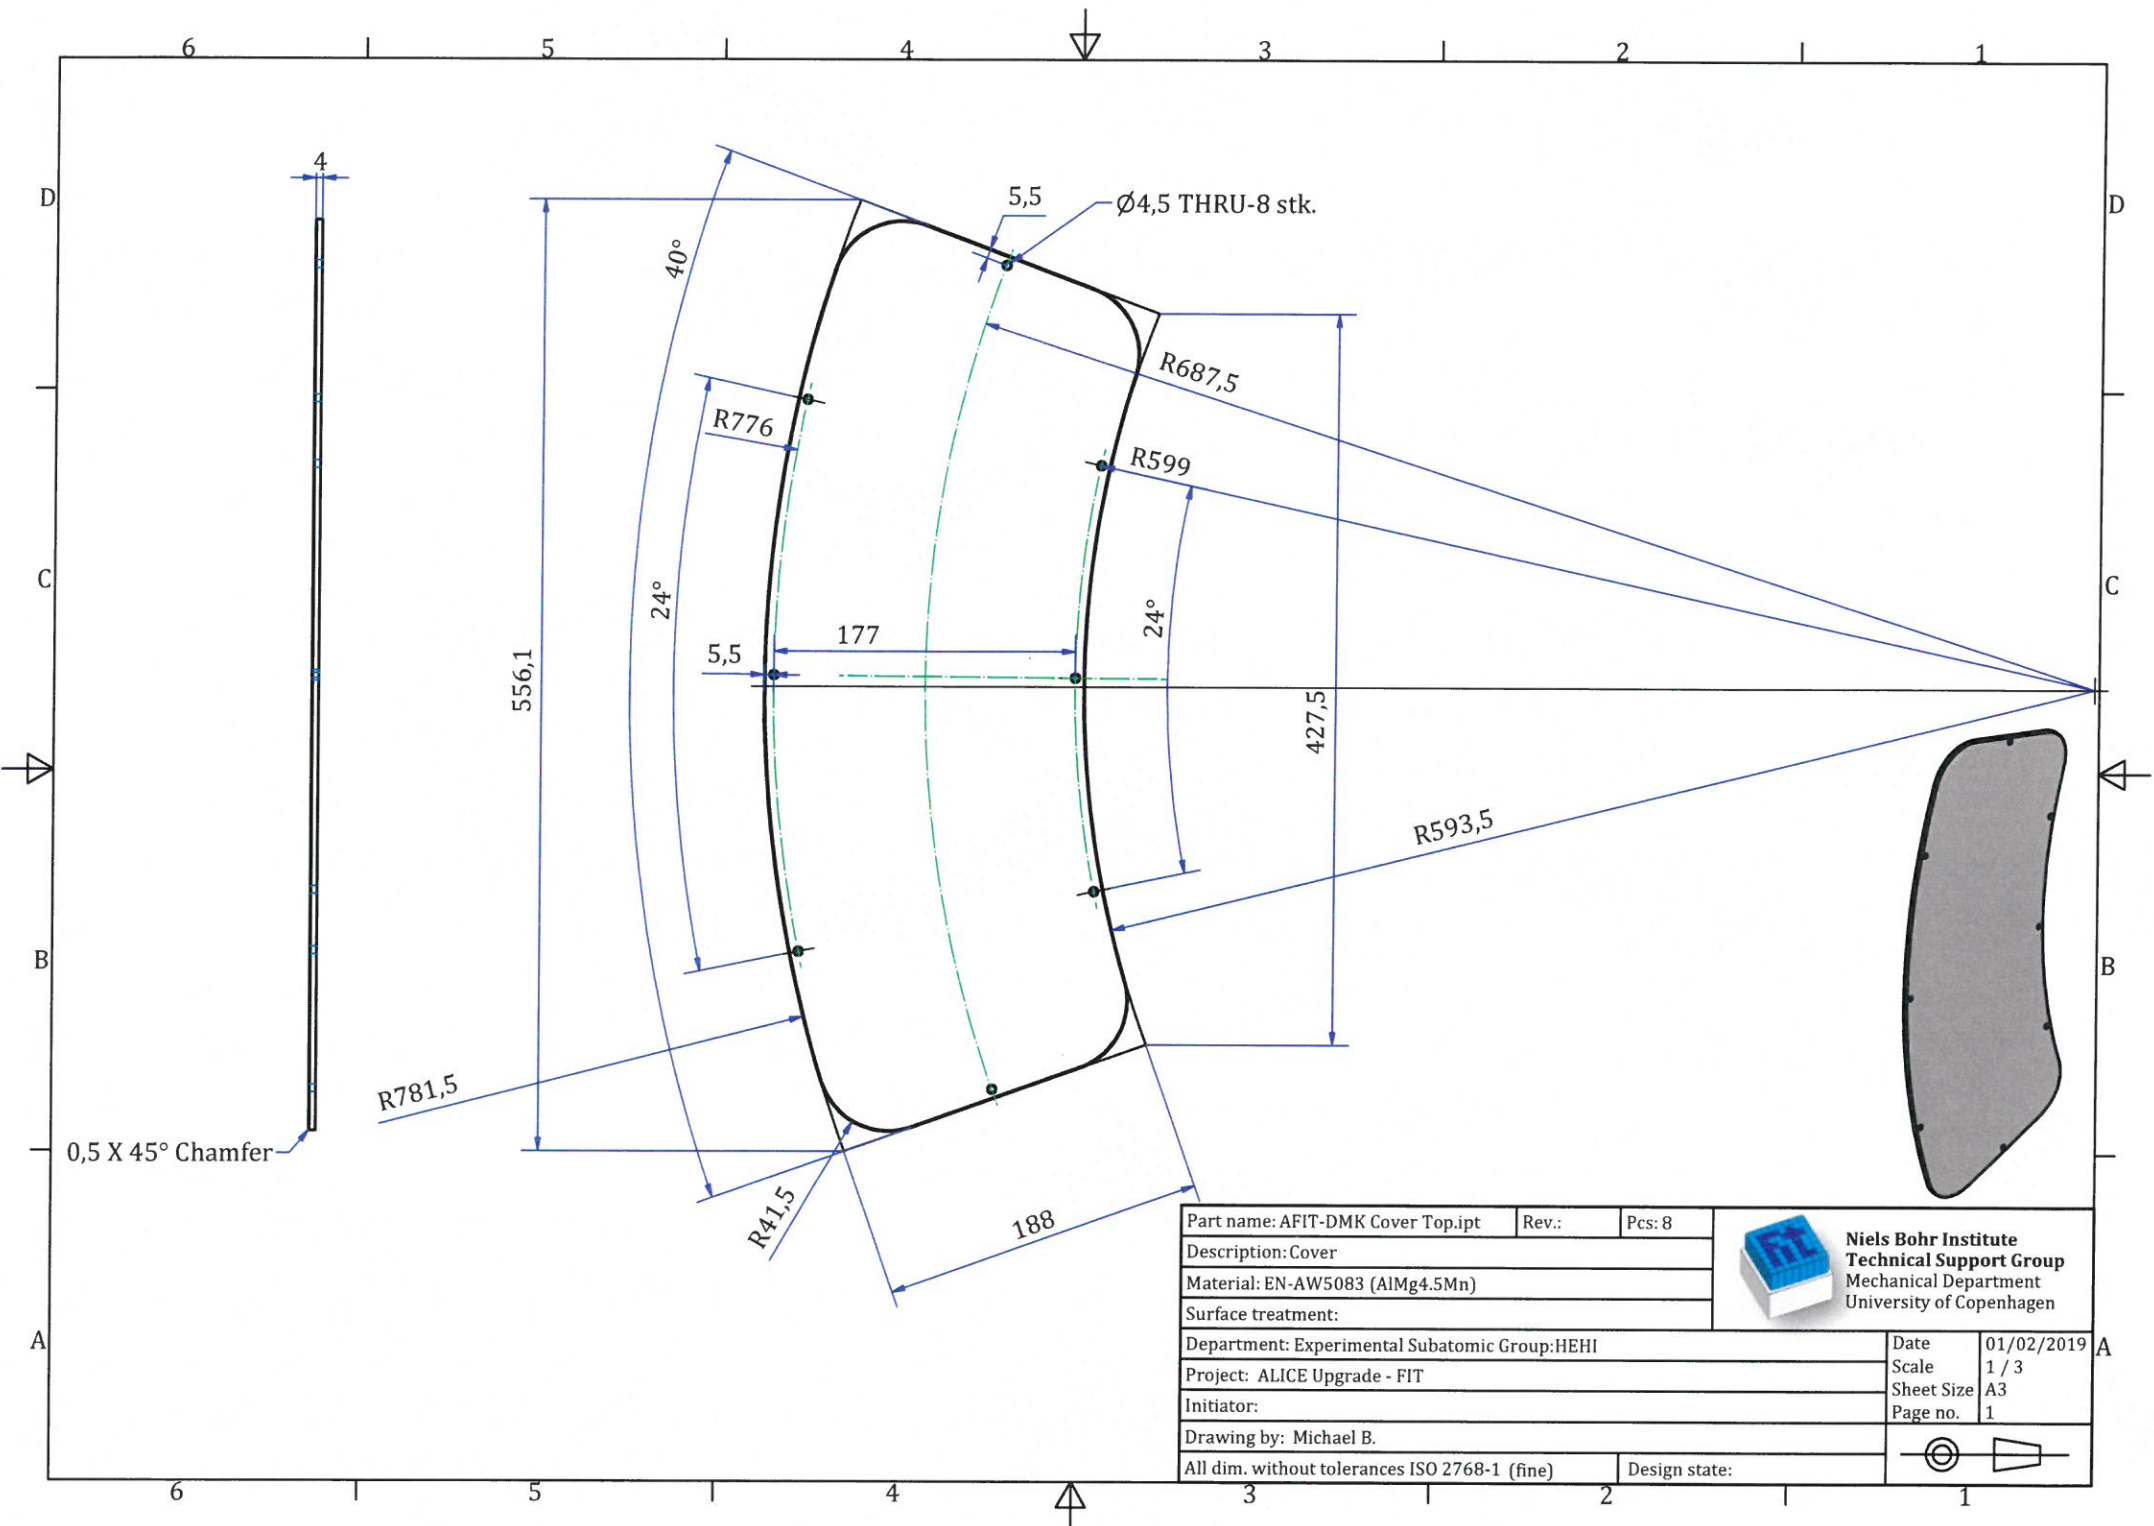 6 5 4 3 2 1
D
D
C
C
B
B
A
A
4
5,5
Ø4,5 THRU-8 stk.
40°
R687,5
R776
R599
24°
24°
177
5,5
556,1
427,5
R593,5
R781,5
0,5 X 45° Chamfer
R41,5
188
Part name: AFIT-DMK Cover Top.ipt Rev.: Pcs: 8
Description: Cover
Material: EN-AW5083 (AlMg4.5Mn)
Surface treatment:
Fit
Niels Bohr Institute
Technical Support Group
Mechanical Department
University of Copenhagen
Department: Experimental Subatomic Group:HEHI
Project: ALICE Upgrade - FIT
Initiator:
Drawing by: Michael B.
All dim. without tolerances ISO 2768-1 (fine) Design state:
Date 01/02/2019
Scale 1 / 3
Sheet Size A3
Page no. 1
6 5 4 3 2 1